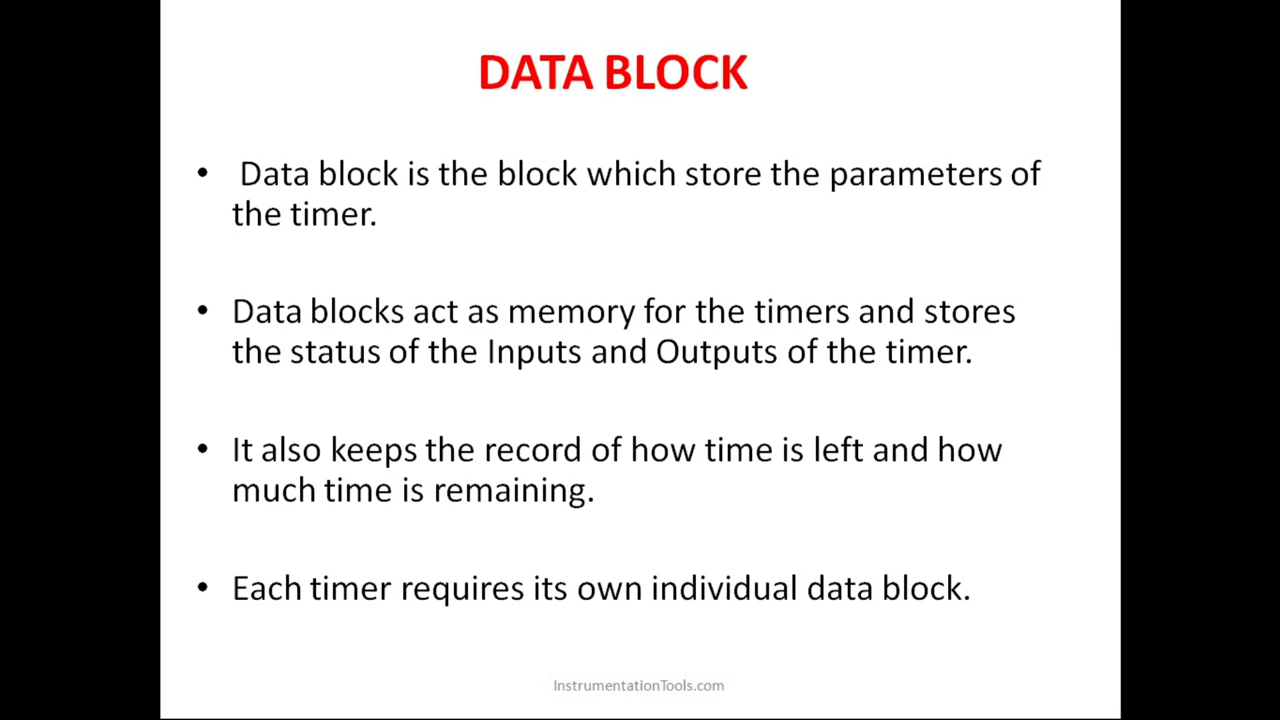 DATA BLOCK
• Data block is the block which store the parameters of
the timer.
• Data blocks act as memory for the timers and stores
the status of the Inputs and Outputs of the timer.
• It also keeps the record of how time is left and how
much time is remaining.
• Each timer requires its own individual data block.
InstrumentationTools.com